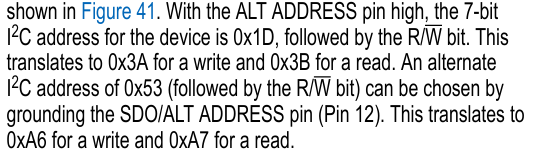 shown in Figure 41. With the ALT ADDRESS pin high, the 7-bit
I²C address for the device is 0x1D, followed by the R/W̅ bit. This
translates to 0x3A for a write and 0x3B for a read. An alternate
I²C address of 0x53 (followed by the R/W̅ bit) can be chosen by
grounding the SDO/ALT ADDRESS pin (Pin 12). This translates to
0xA6 for a write and 0xA7 for a read.